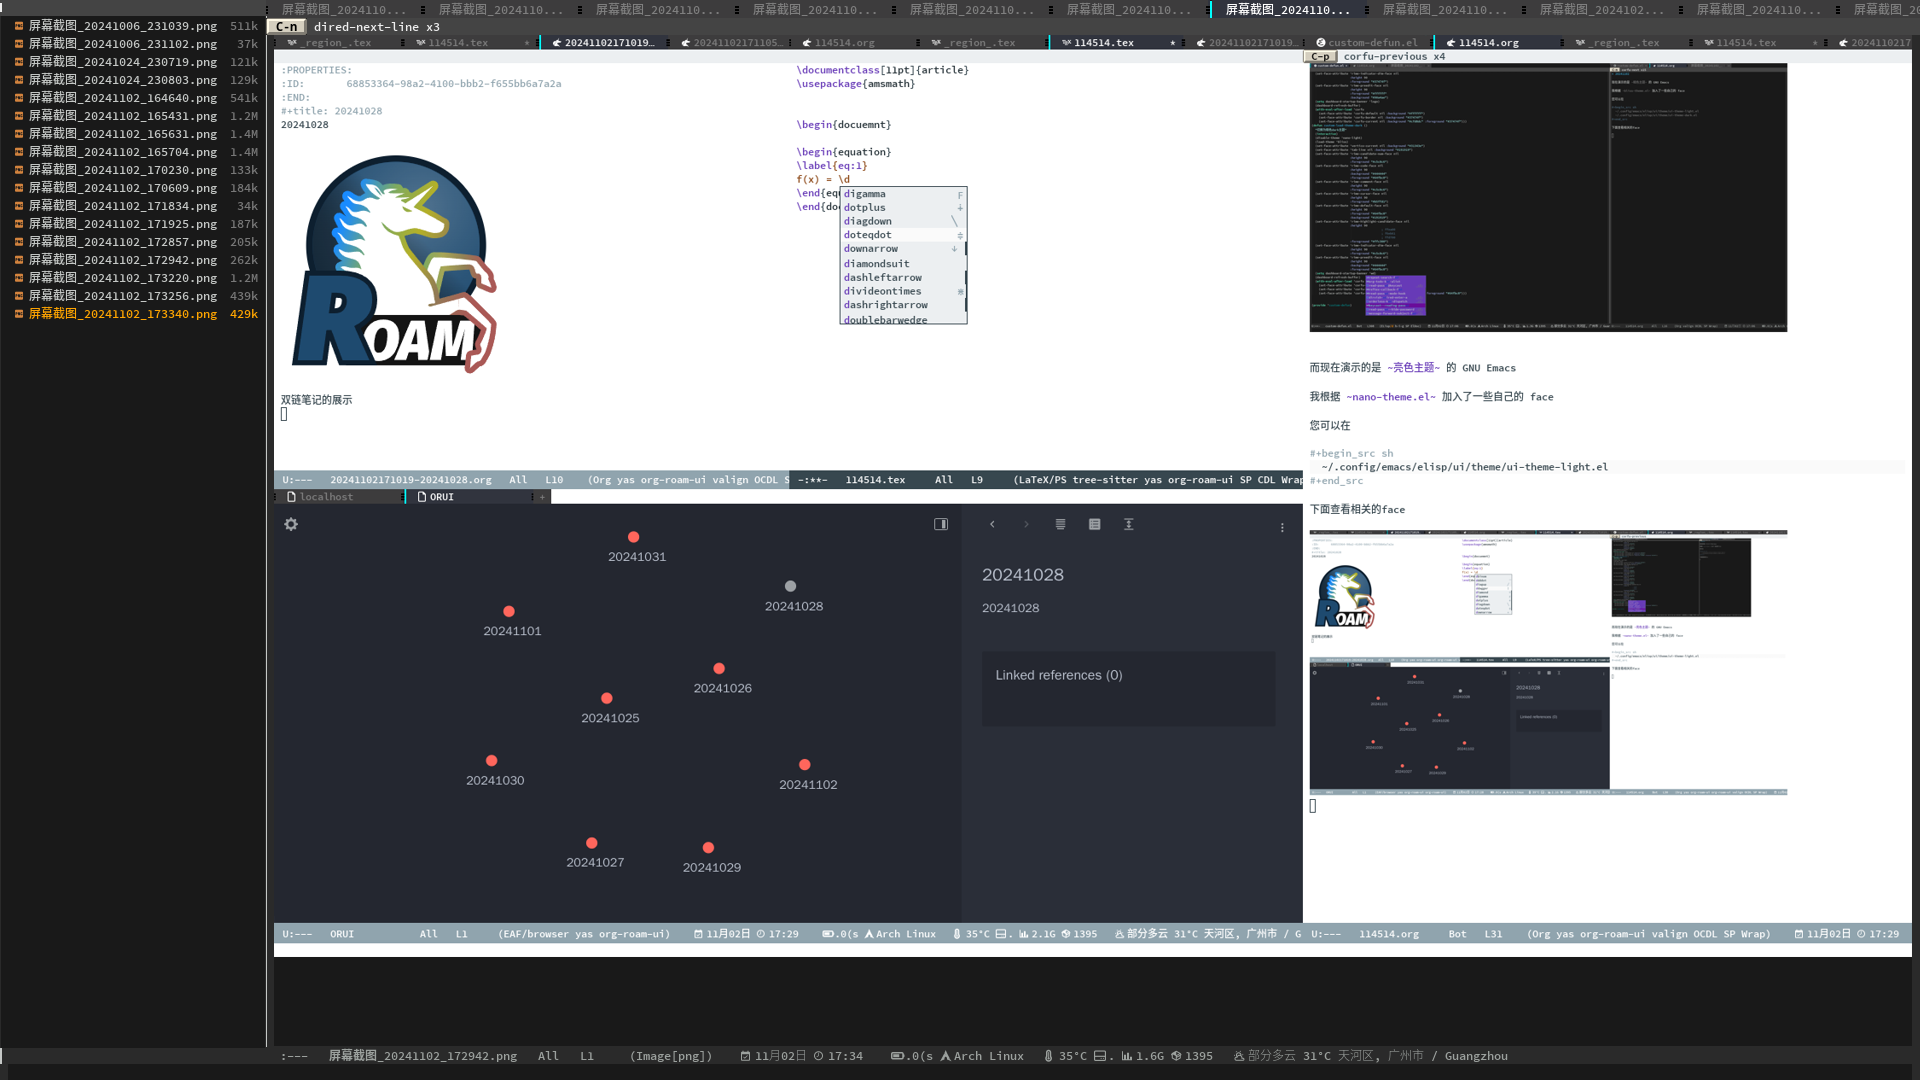 屏幕截图_2024110...
屏幕截图_2024110...
屏幕截图_2024110...
屏幕截图_2024110...
屏幕截图_2024110...
屏幕截图_2024110...
屏幕截图_2024110...
屏幕截图_2024110...
屏幕截图_2024102...
屏幕截图_2024110...
C-n dired-next-line x3
屏幕截图_20241006_231039.png 511k
屏幕截图_20241006_231102.png 37k
屏幕截图_20241024_230719.png 121k
屏幕截图_20241024_230803.png 129k
屏幕截图_20241102_164640.png 541k
屏幕截图_20241102_165431.png 1.2M
屏幕截图_20241102_165631.png 1.4M
屏幕截图_20241102_165704.png 1.4M
屏幕截图_20241102_170230.png 133k
屏幕截图_20241102_170609.png 184k
屏幕截图_20241102_171834.png 34k
屏幕截图_20241102_171925.png 187k
屏幕截图_20241102_172857.png 205k
屏幕截图_20241102_172942.png 262k
屏幕截图_20241102_173220.png 1.2M
屏幕截图_20241102_173256.png 439k
屏幕截图_20241102_173340.png 429k
_region_.tex 114514.tex * 20241102171019… 20241102171105… 114514.org _region_.tex 114514.tex * 20241102171019… custom-defun.el 114514.org _region_.tex 114514.tex * 2024110217
:PROPERTIES:
:ID: 68853364-98a2-4100-bbb2-f655bb6a7a2a
:END:
#+title: 20241028
20241028
ROAM
双链笔记的展示
\documentclass[11pt]{article}
\usepackage{amsmath}
\begin{docuemnt}
\begin{equation}
\label{eq:1}
f(x) = \d
\end{equ
\end{do
digamma F
dotplus ∔
diagdown ╲
doteqdot ≑
downarrow ↓
diamondsuit
dashleftarrow
divideontimes
dashrightarrow
doublebarwedge
U:--- 20241102171019-20241028.org All L10 (Org yas org-roam-ui valign OCDL S
-:**- 114514.tex All L9 (LaTeX/PS tree-sitter yas org-roam-ui SP CDL Wrap
localhost ORUI +
20241031
20241028
20241101
20241026
20241025
20241030
20241102
20241027
20241029
20241028
20241028
Linked references (0)
U:--- ORUI All L1 (EAF/browser yas org-roam-ui) 11月02日 17:29 .0(s Arch Linux 35°C . 2.1G 1395 部分多云 31°C 天河区, 广州市 / G
C-p corfu-previous x4
而现在演示的是 ~亮色主题~ 的 GNU Emacs
我根据 ~nano-theme.el~ 加入了一些自己的 face
您可以在
#+begin_src sh
~/.config/emacs/elisp/ui/theme/ui-theme-light.el
#+end_src
下面查看相关的face
U:--- 114514.org Bot L31 (Org yas org-roam-ui valign OCDL SP Wrap) 11月02日 17:29
:--- 屏幕截图_20241102_172942.png All L1 (Image[png]) 11月02日 17:34 .0(s Arch Linux 35°C . 1.6G 1395 部分多云 31°C 天河区, 广州市 / Guangzhou